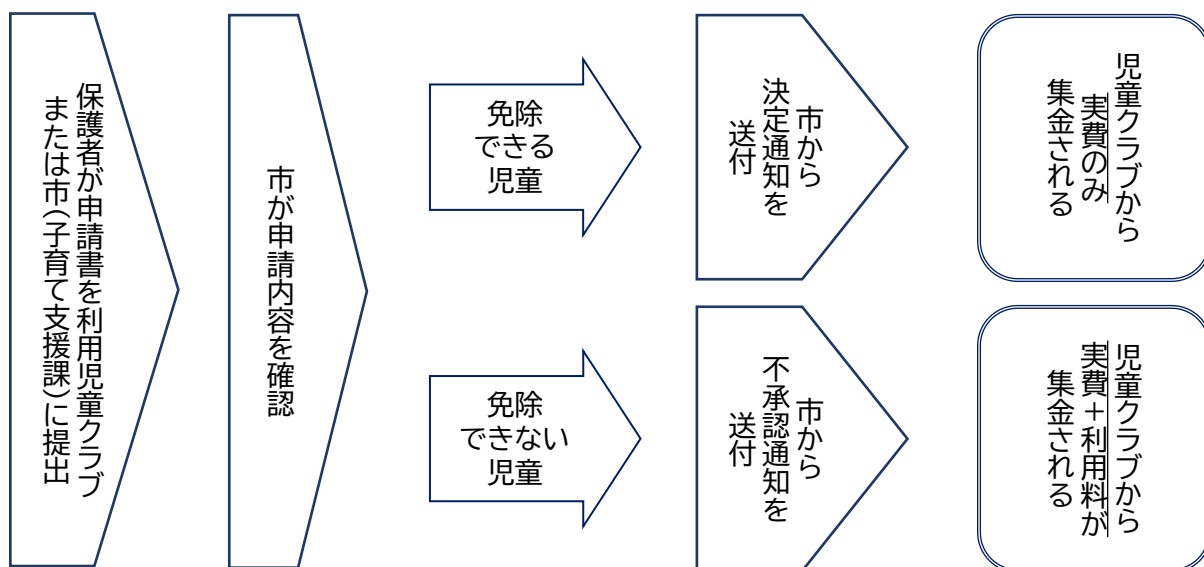 保護者が申請書を利用児童クラブ
または市(子育て支援課)に提出
市が申請内容を確認
免除
できる
児童
市から
決定通知を
送付
児童クラブから
実費のみ
集金される
免除
できない
児童
市から
不承認通知を
送付
児童クラブから
実費＋利用料が
集金される